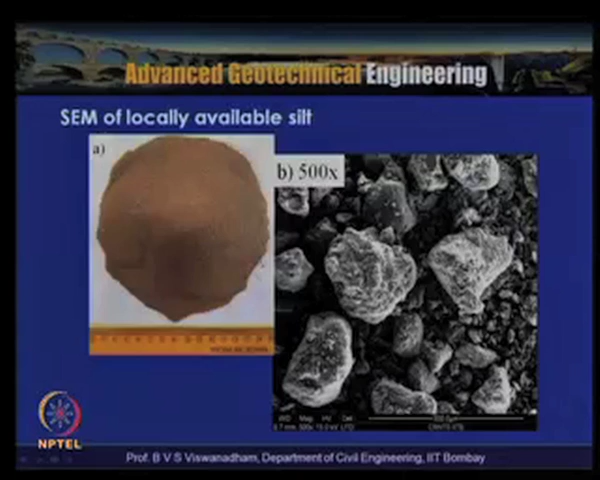 Advanced Geotechnical Engineering
SEM of locally available silt
a)
b) 500x
NPTEL
Prof. B V S Viswanadham, Department of Civil Engineering, IIT Bombay